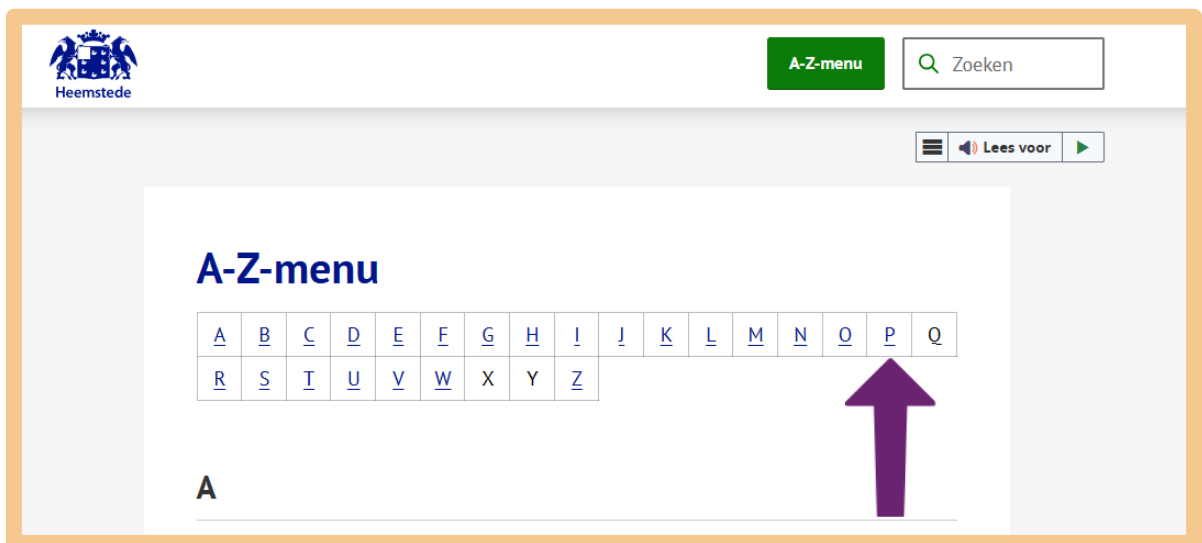 Heemstede
A-Z-menu
Zoeken
Lees voor
A-Z-menu
A B C D E F G H I J K L M N O P Q
R S T U V W X Y Z
A